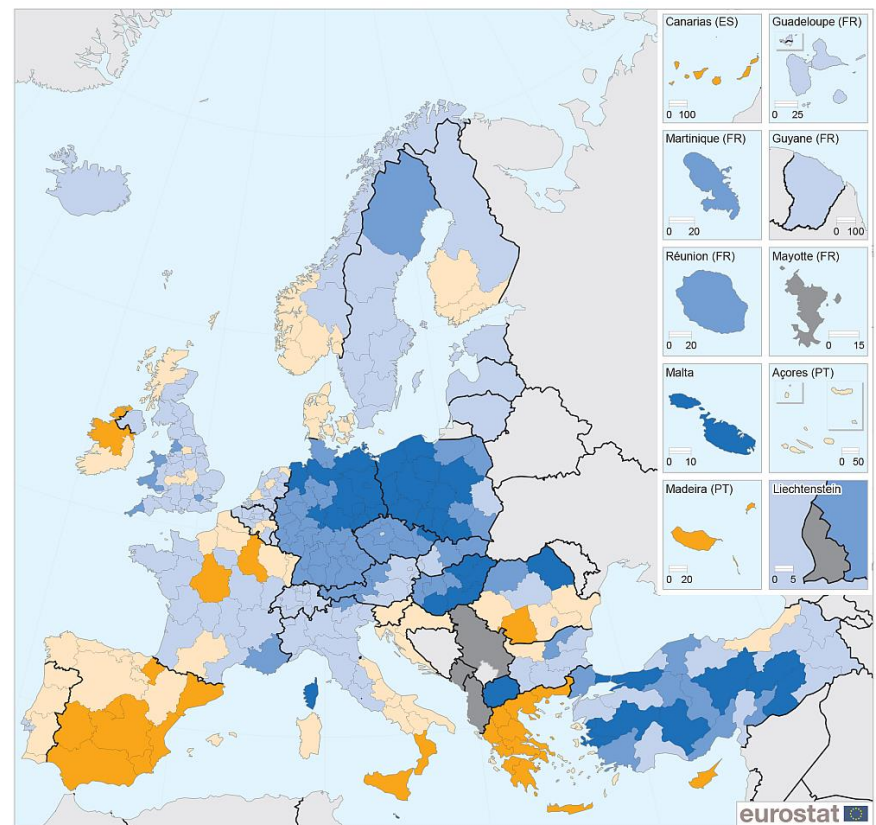 Canarias (ES)
0 100
Guadeloupe (FR)
0 25
Martinique (FR)
0 20
Guyane (FR)
0 100
Réunion (FR)
0 20
Mayotte (FR)
0 15
Malta
0 10
Açores (PT)
0 50
Madeira (PT)
0 20
Liechtenstein
0 5
eurostat